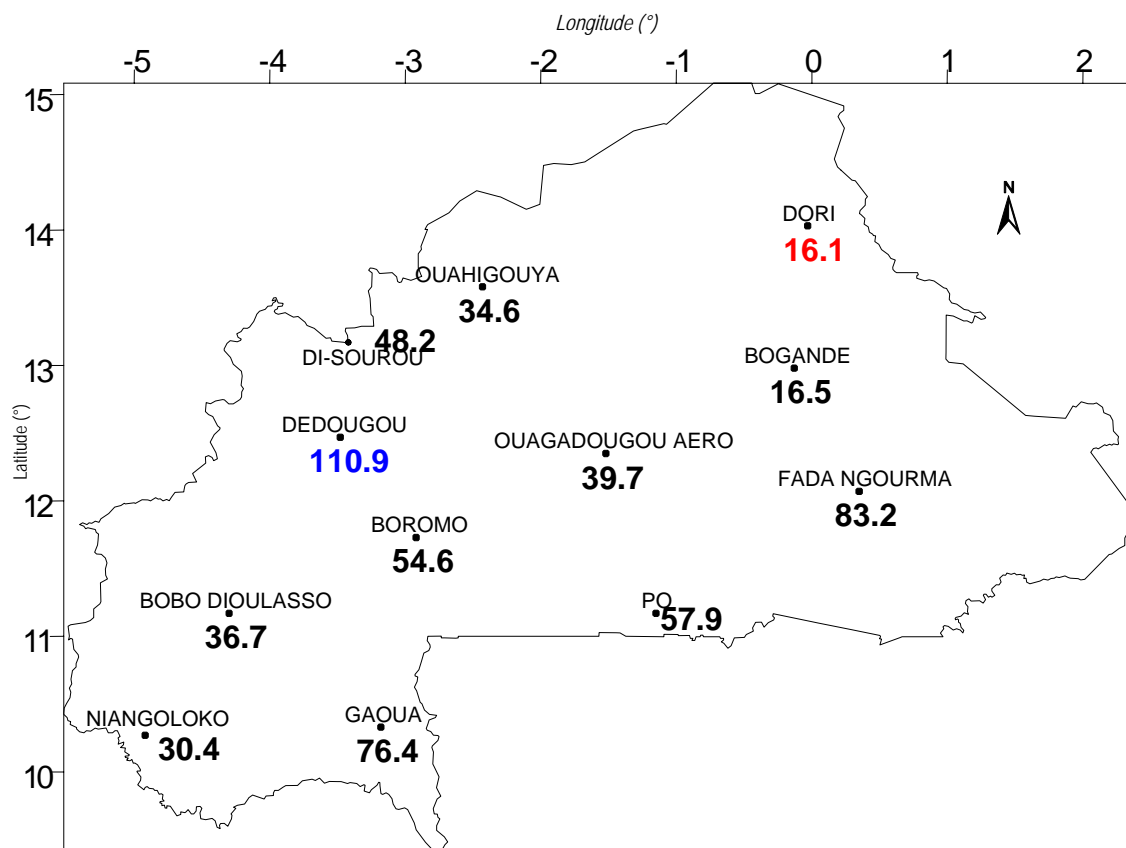 Longitude (°)
-5 -4 -3 -2 -1 0 1 2
15
N
DORI
14
16.1
OUAHIGOUYA
34.6
48.2
DI-SOUROU
BOGANDE
13
16.5
DEDOUGOU
110.9
OUAGADOUGOU AERO
39.7
Latitude (°)
FADA NGOURMA
83.2
12
BOROMO
54.6
BOBO DIOULASSO
36.7
PO
57.9
11
NIANGOLOKO
30.4
GAOUA
76.4
10